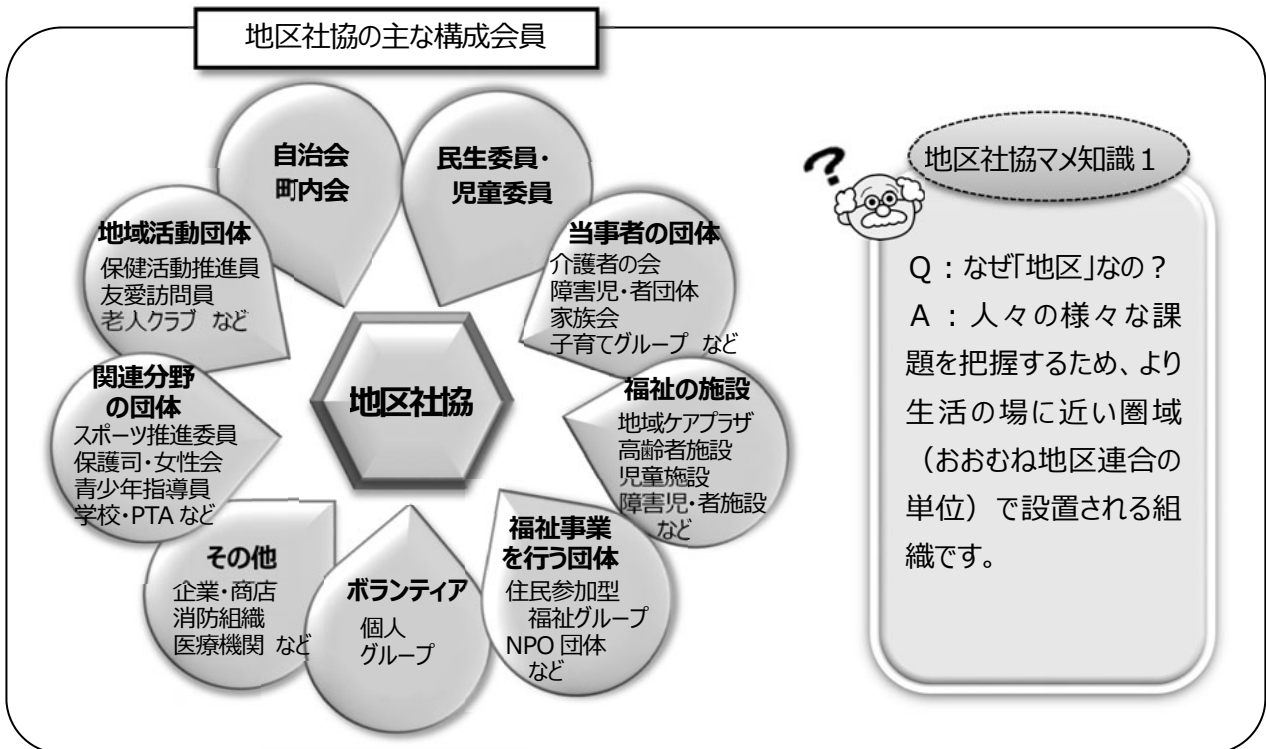 地区社協の主な構成会員
自治会
町内会
民生委員・
児童委員
地域活動団体
保健活動推進員
友愛訪問員
老人クラブ など
当事者の団体
介護者の会
障害児・者団体
家族会
子育てグループ など
関連分野
の団体
スポーツ推進委員
保護司・女性会
青少年指導員
学校・PTA など
地区社協
福祉の施設
地域ケアプラザ
高齢者施設
児童施設
障害児・者施設
など
その他
企業・商店
消防組織
医療機関 など
ボランティア
個人
グループ
福祉事業
を行う団体
住民参加型
福祉グループ
NPO 団体
など
?
地区社協マメ知識1
Q:なぜ「地区」なの?
A:人々の様々な課
題を把握するため、より
生活の場に近い圏域
(おおむね地区連合の
単位)で設置される組
織です。